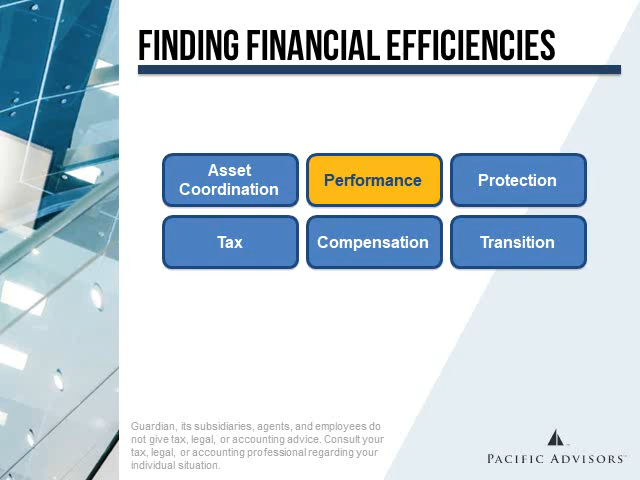 FINDING FINANCIAL EFFICIENCIES
Asset
Coordination
Performance
Protection
Tax
Compensation
Transition
Guardian, its subsidiaries, agents, and employees do
not give tax, legal, or accounting advice. Consult your
tax, legal, or accounting professional regarding your
individual situation.
PACIFIC ADVISORS